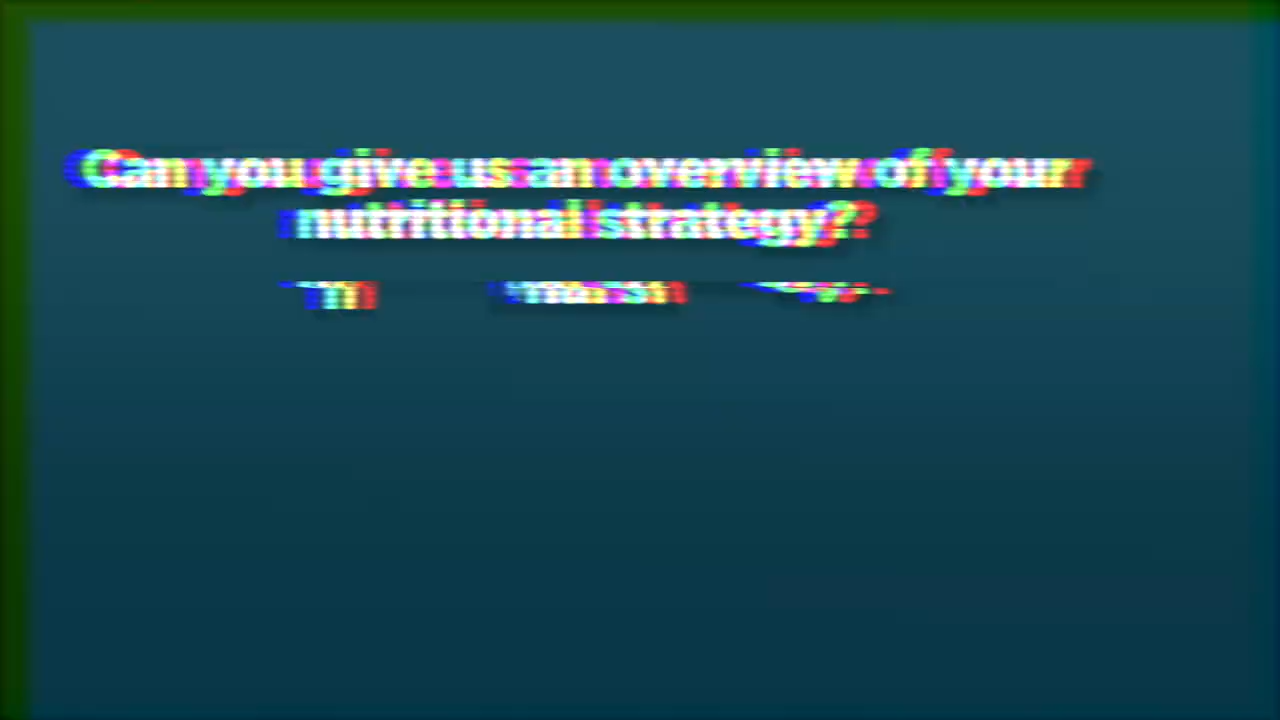 Can you give us an overview of your
nutritional strategy?